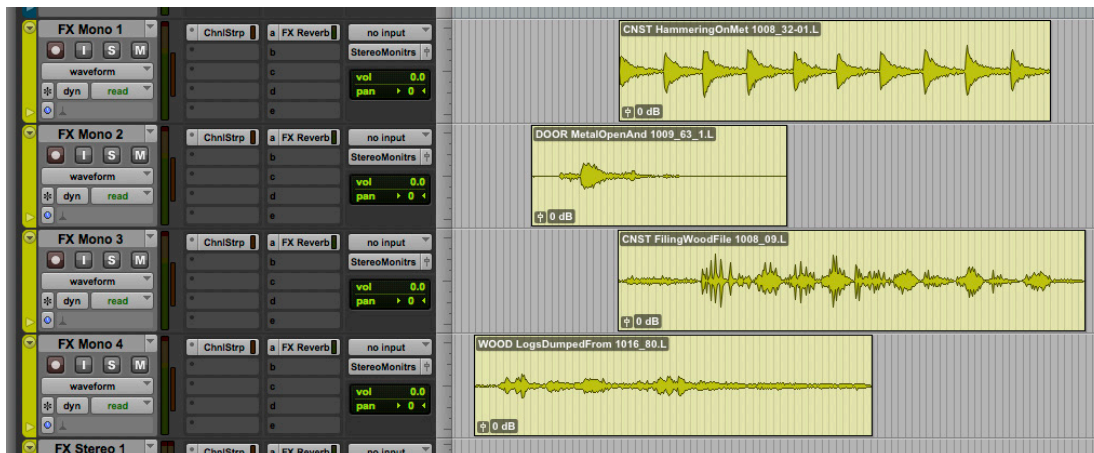 FX Mono 1
I S M
waveform
dyn read
ChnlStrp
a FX Reverb
b
c
d
e
no input
StereoMonitrs
vol 0.0
pan 0
CNST HammeringOnMet 1008_32-01.L
0 dB
FX Mono 2
I S M
waveform
dyn read
ChnlStrp
a FX Reverb
b
c
d
e
no input
StereoMonitrs
vol 0.0
pan 0
DOOR MetalOpenAnd 1009_63_1.L
0 dB
FX Mono 3
I S M
waveform
dyn read
ChnlStrp
a FX Reverb
b
c
d
e
no input
StereoMonitrs
vol 0.0
pan 0
CNST FilingWoodFile 1008_09.L
0 dB
FX Mono 4
I S M
waveform
dyn read
ChnlStrp
a FX Reverb
b
c
d
e
no input
StereoMonitrs
vol 0.0
pan 0
WOOD LogsDumpedFrom 1016_80.L
0 dB
FX Stereo 1
ChnlStrp
a FX Reverb
no input